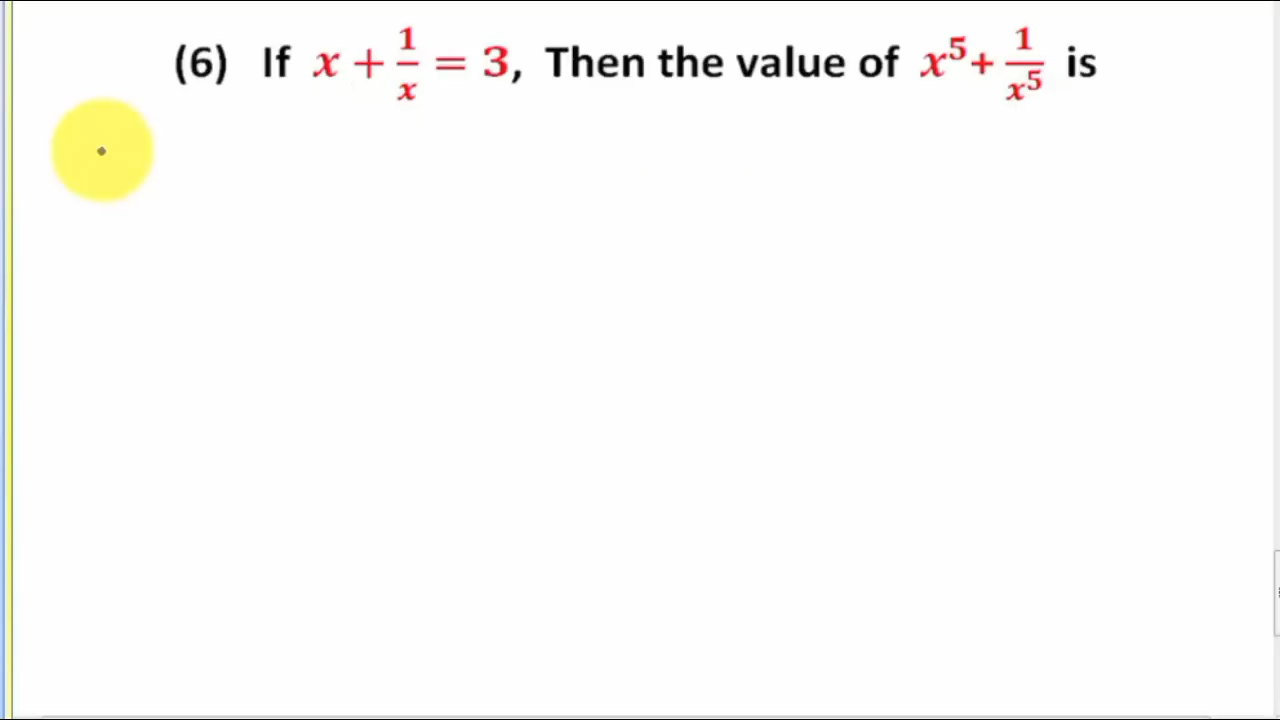 (6) If x + 1/x = 3, Then the value of x⁵+ 1/x⁵ is